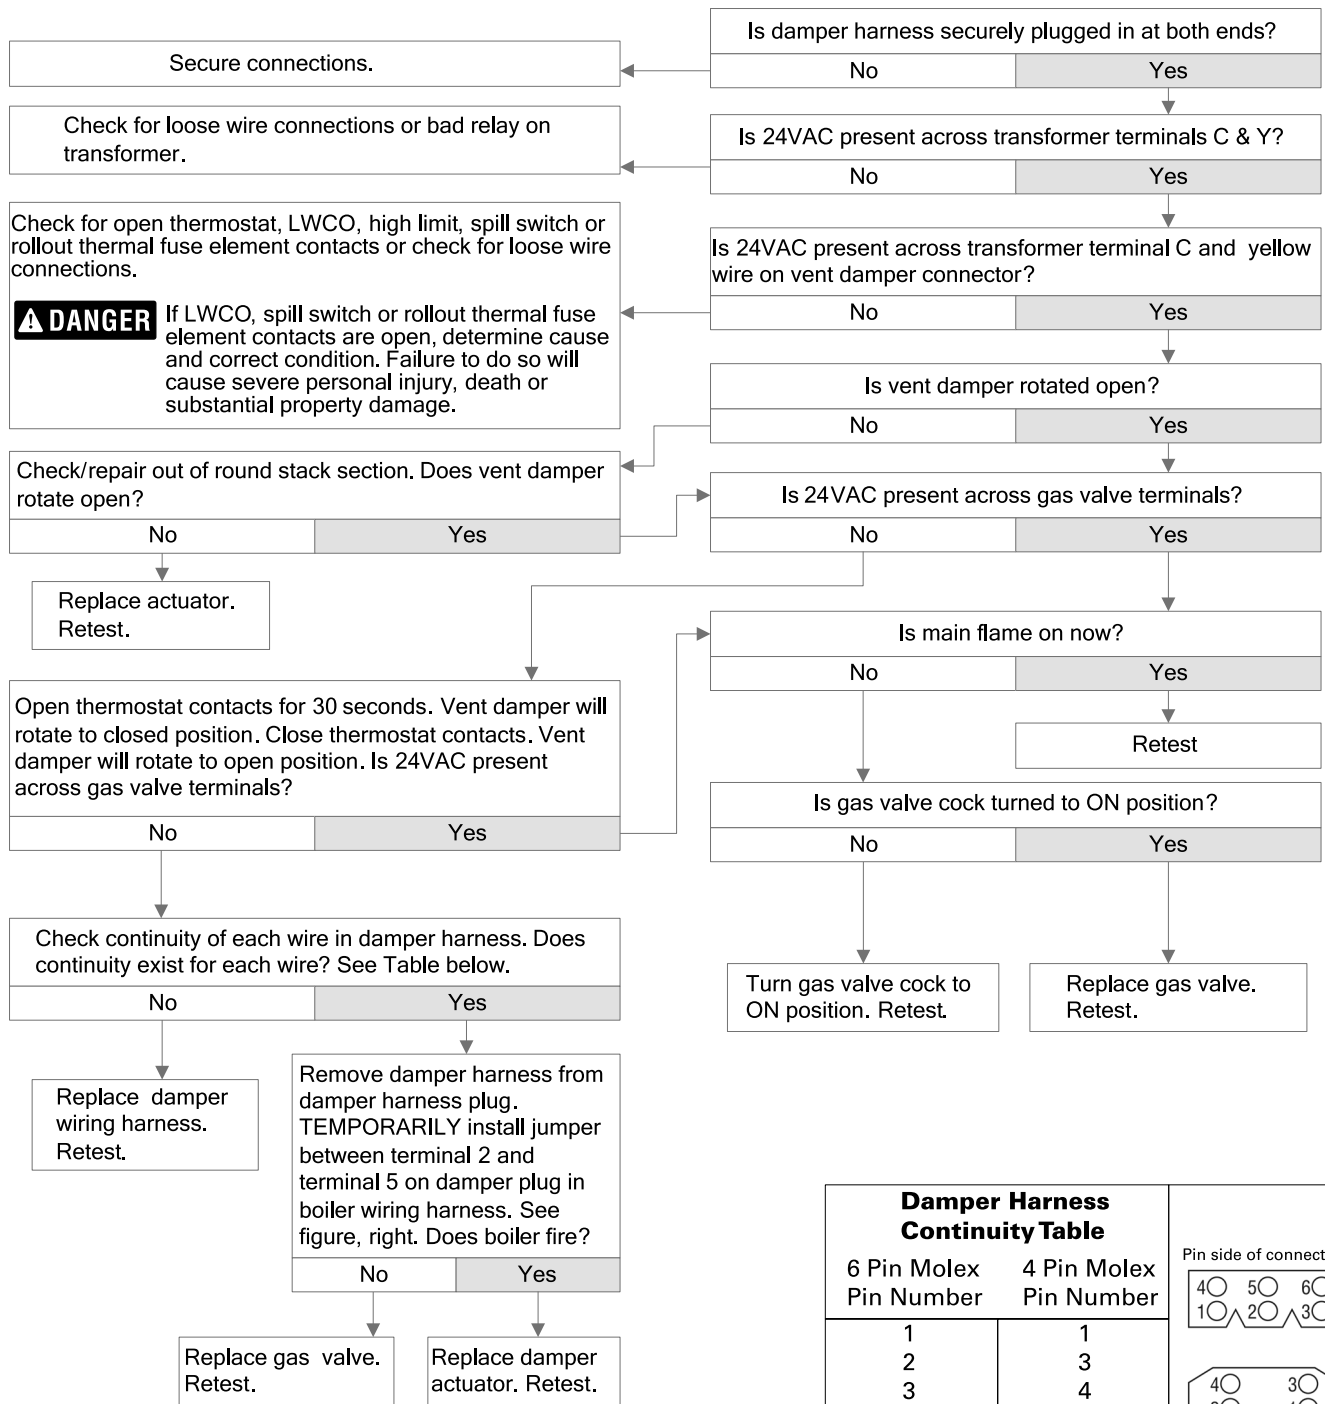 Is damper harness securely plugged in at both ends?
No
Yes
Secure connections.
Is 24VAC present across transformer terminals C & Y?
No
Yes
Check for loose wire connections or bad relay on
transformer.
Is 24VAC present across transformer terminal C and yellow
wire on vent damper connector?
No
Yes
Check for open thermostat, LWCO, high limit, spill switch or
rollout thermal fuse element contacts or check for loose wire
connections.
DANGER
If LWCO, spill switch or rollout thermal fuse
element contacts are open, determine cause
and correct condition. Failure to do so will
cause severe personal injury, death or
substantial property damage.
Is vent damper rotated open?
No
Yes
Check/repair out of round stack section. Does vent damper
rotate open?
No
Yes
Replace actuator.
Retest.
Is 24VAC present across gas valve terminals?
No
Yes
Is main flame on now?
No
Yes
Retest
Open thermostat contacts for 30 seconds. Vent damper will
rotate to closed position. Close thermostat contacts. Vent
damper will rotate to open position. Is 24VAC present
across gas valve terminals?
No
Yes
Is gas valve cock turned to ON position?
No
Yes
Turn gas valve cock to
ON position. Retest.
Replace gas valve.
Retest.
Check continuity of each wire in damper harness. Does
continuity exist for each wire? See Table below.
No
Yes
Replace damper
wiring harness.
Retest.
Remove damper harness from
damper harness plug.
TEMPORARILY install jumper
between terminal 2 and
terminal 5 on damper plug in
boiler wiring harness. See
figure, right. Does boiler fire?
No
Yes
Replace gas valve.
Retest.
Replace damper
actuator. Retest.
Damper Harness
Continuity Table
6 Pin Molex
Pin Number
4 Pin Molex
Pin Number
1 1
2 3
3 4
Pin side of connect
4 5 6
1 2 3
4 3